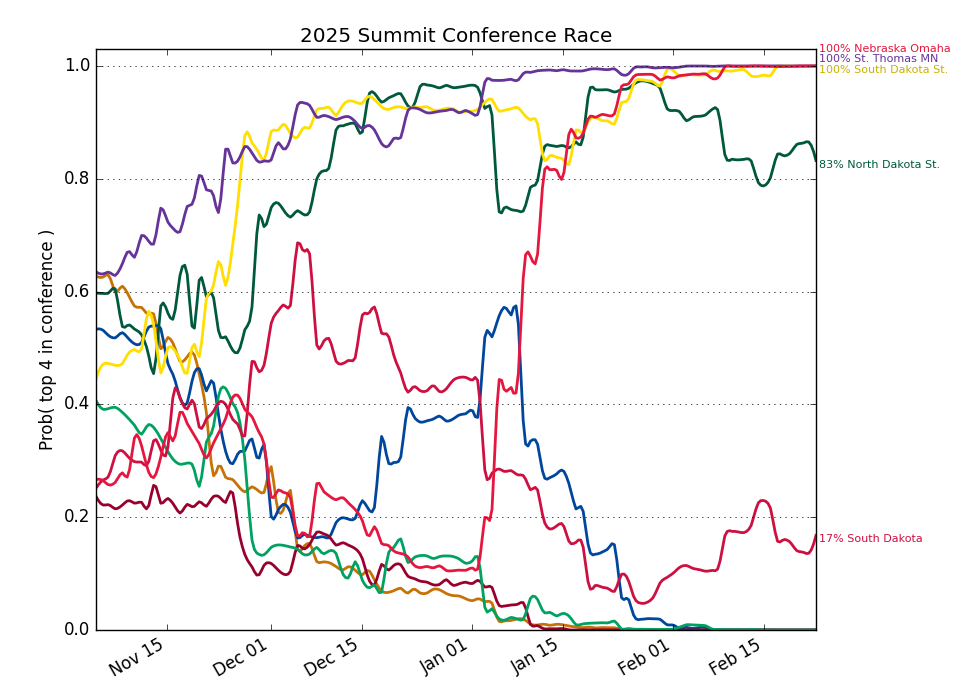 2025 Summit Conference Race
100% Nebraska Omaha
100% St. Thomas MN
100% South Dakota St.
83% North Dakota St.
17% South Dakota
Prob( top 4 in conference )
1.0
0.8
0.6
0.4
0.2
0.0
Nov 15
Dec 01
Dec 15
Jan 01
Jan 15
Feb 01
Feb 15